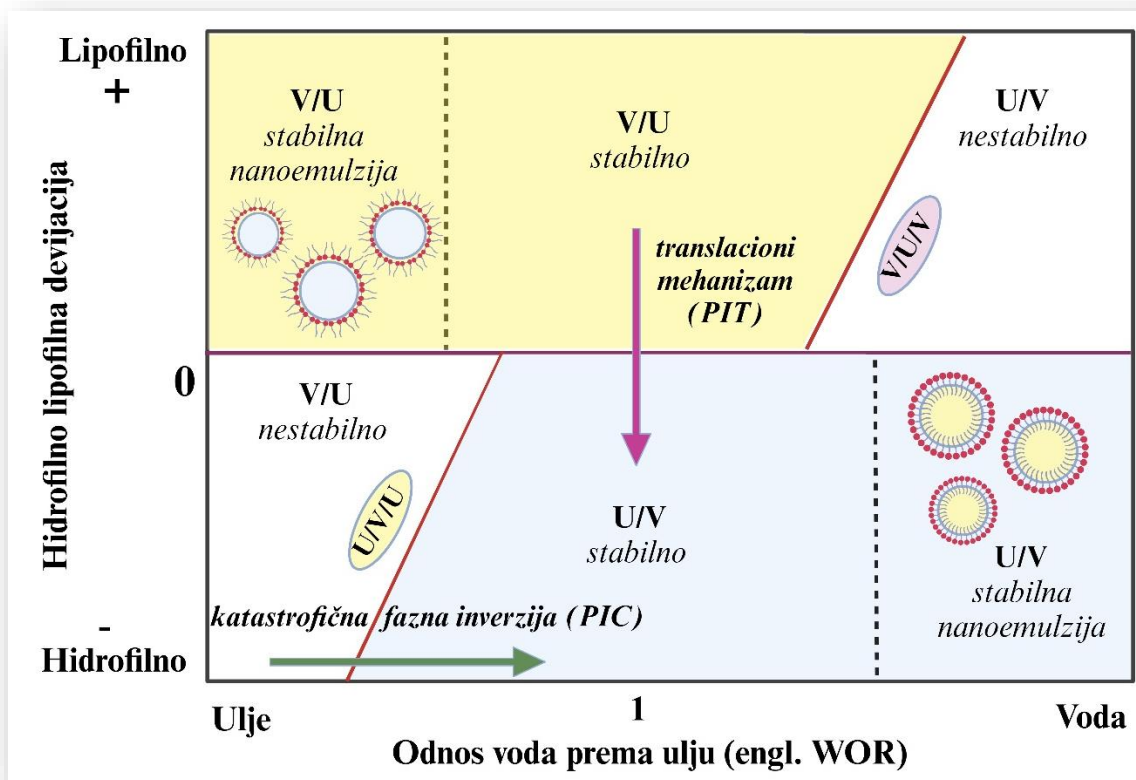 Lipofilno
+
Hidrofilno lipofilna devijacija
0
-
Hidrofilno
V/U
stabilna
nanoemulzija
V/U
stabilno
U/V
nestabilno
V/U/V
translacioni
mehanizam
(PIT)
V/U
nestabilno
U/V/U
U/V
stabilno
U/V
stabilna
nanoemulzija
katastrofična fazna inverzija (PIC)
Ulje
1
Voda
Odnos voda prema ulju (engl. WOR)